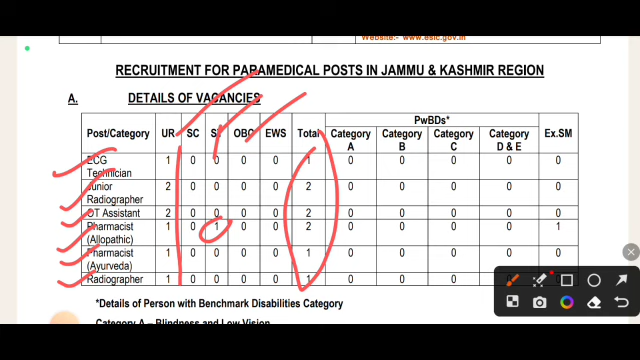 Website:- www.esic.gov.in
RECRUITMENT FOR PARAMEDICAL POSTS IN JAMMU & KASHMIR REGION
A. DETAILS OF VACANCIES
Post/Category UR SC OBC EWS Total PwBDs* Ex.SM
Category A Category B Category C Category D & E
ECG Technician 1 0 0 0 0 1 0 0 0 0 0
Junior Radiographer 2 0 0 0 0 2 0 0 0 0 0
OT Assistant 2 0 0 0 0 2 0 0 0 0 0
Pharmacist (Allopathic) 1 0 1 0 0 2 0 0 0 0 1
Pharmacist (Ayurveda) 1 0 0 0 0 1 0 0 0 0 0
Radiographer 1 0 0 0 0 1 0 0 0 0
*Details of Person with Benchmark Disabilities Category
Category A – Blindness and Low Vision